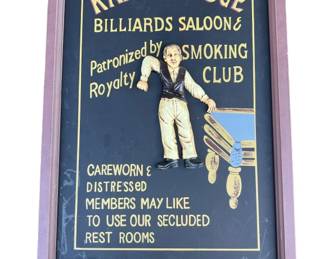 BILLIARDS SALOON &
Patronized by SMOKING
Royalty CLUB
CAREWORN &
DISTRESSED
MEMBERS MAY LIKE
TO USE OUR SECLUDED
REST ROOMS